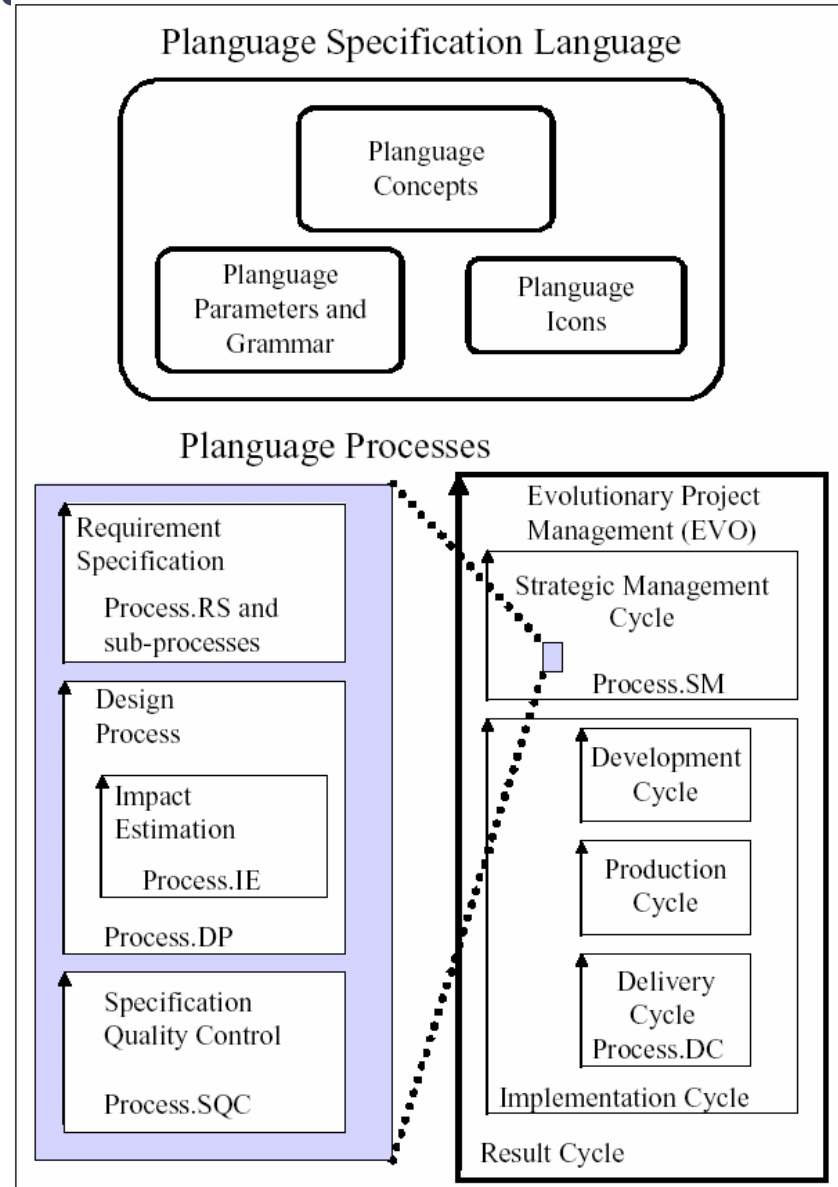 Planguage Specification Language
Planguage
Concepts
Planguage
Parameters and
Grammar
Planguage
Icons
Planguage Processes
Requirement
Specification
Process.RS and
sub-processes
Design
Process
Impact
Estimation
Process.IE
Process.DP
Specification
Quality Control
Process.SQC
Evolutionary Project
Management (EVO)
Strategic Management
Cycle
Process.SM
Development
Cycle
Production
Cycle
Delivery
Cycle
Process.DC
Implementation Cycle
Result Cycle